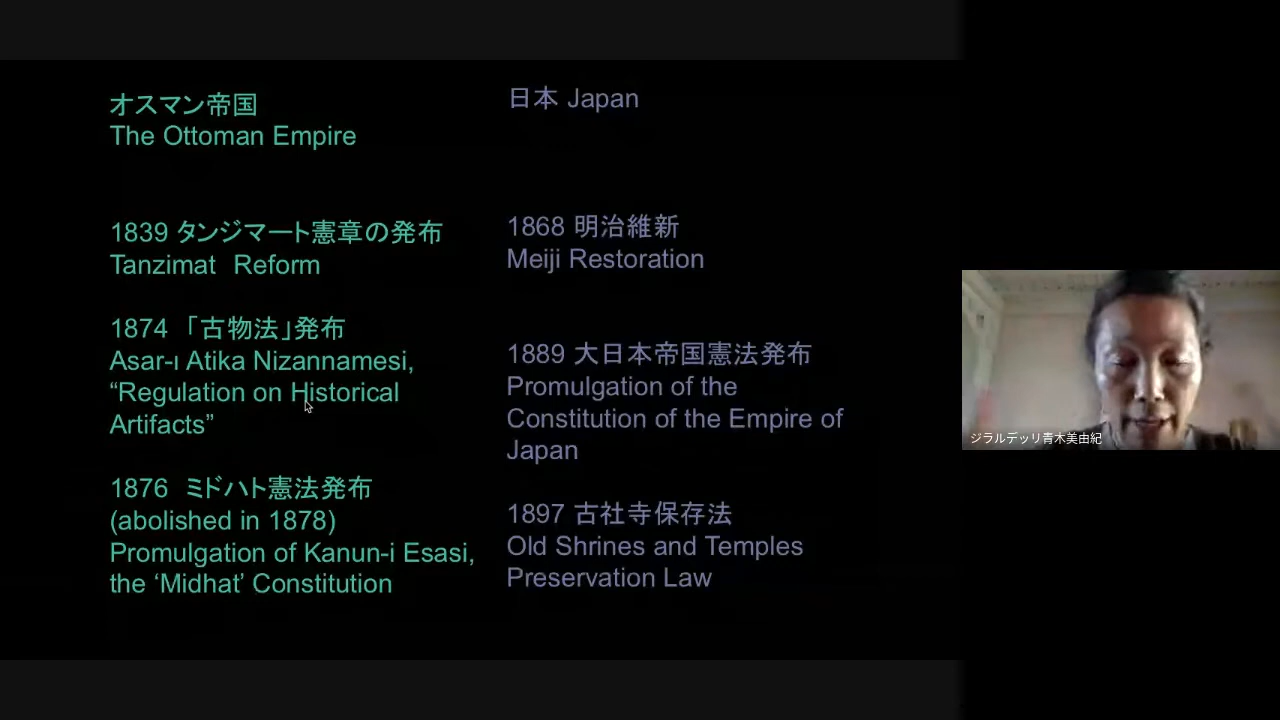 オスマン帝国
The Ottoman Empire
1839 タンジマート憲章の発布
Tanzimat Reform
1874 「古物法」発布
Asar-ı Atika Nizannamesi,
“Regulation on Historical
Artifacts”
1876 ミドハト憲法発布
(abolished in 1878)
Promulgation of Kanun-i Esasi,
the ‘Midhat’ Constitution
日本 Japan
1868 明治維新
Meiji Restoration
1889 大日本帝国憲法発布
Promulgation of the
Constitution of the Empire of
Japan
1897 古社寺保存法
Old Shrines and Temples
Preservation Law
ジラルデッリ青木美由紀